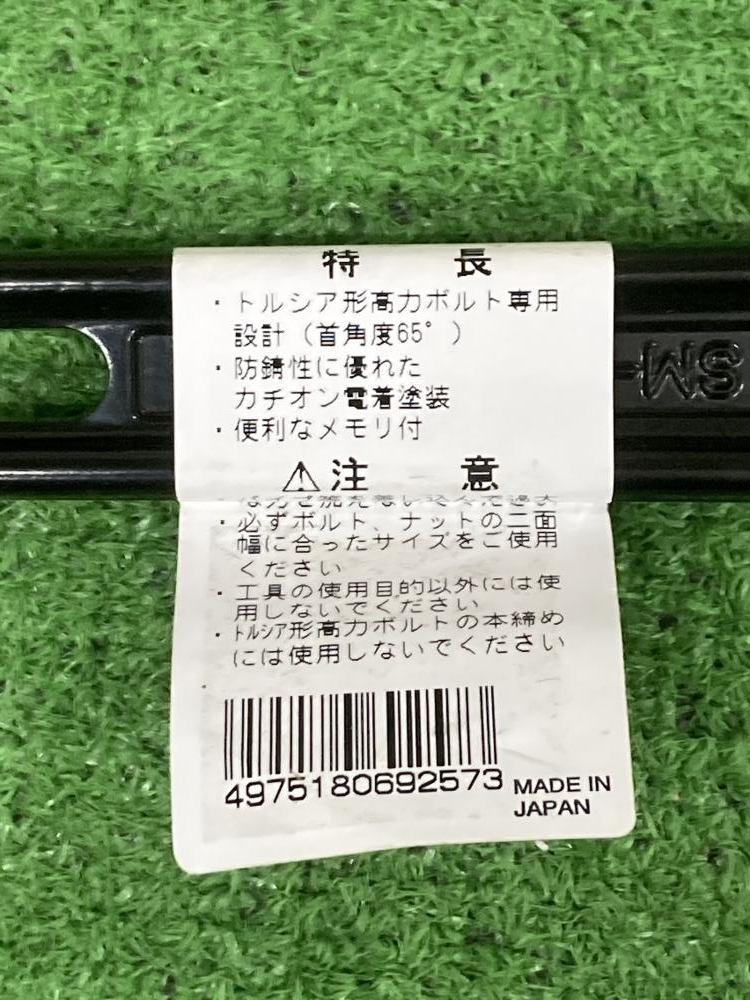 特 長
・トルシア形高力ボルト専用
設計（首角度65°）
・防錆性に優れた
カチオン電着塗装
・便利なメモリ付
⚠注 意
・必ずボルト、ナットの二面
幅に合ったサイズをご使用
ください
・工具の使用目的以外には使
用しないでください
・ﾄﾙｼｱ形高力ボルトの本締め
には使用しないでください
4975180692573
MADE IN
JAPAN
SM-